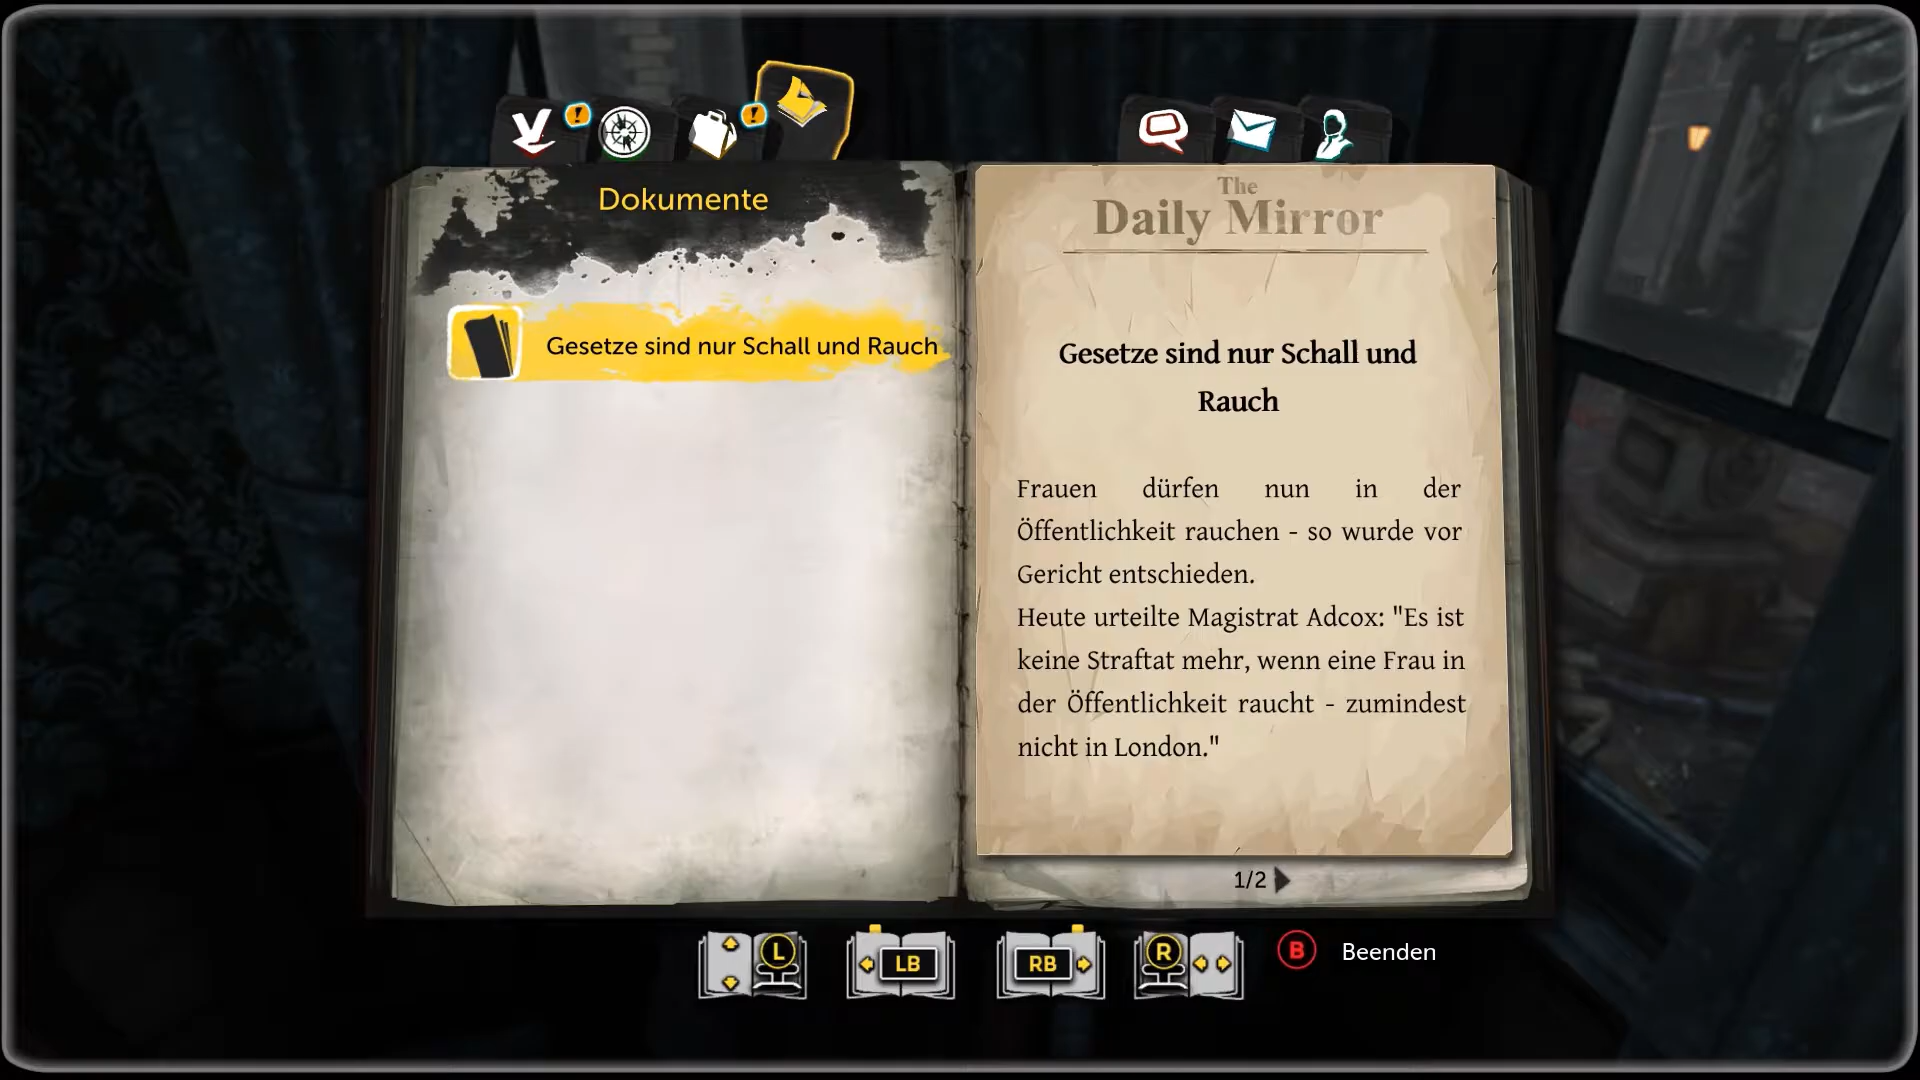 Dokumente
Gesetze sind nur Schall und Rauch
The
Daily Mirror
Gesetze sind nur Schall und
Rauch
Frauen dürfen nun in der
Öffentlichkeit rauchen - so wurde vor
Gericht entschieden.
Heute urteilte Magistrat Adcox: "Es ist
keine Straftat mehr, wenn eine Frau in
der Öffentlichkeit raucht - zumindest
nicht in London."
1/2
L
LB
RB
R
B
Beenden